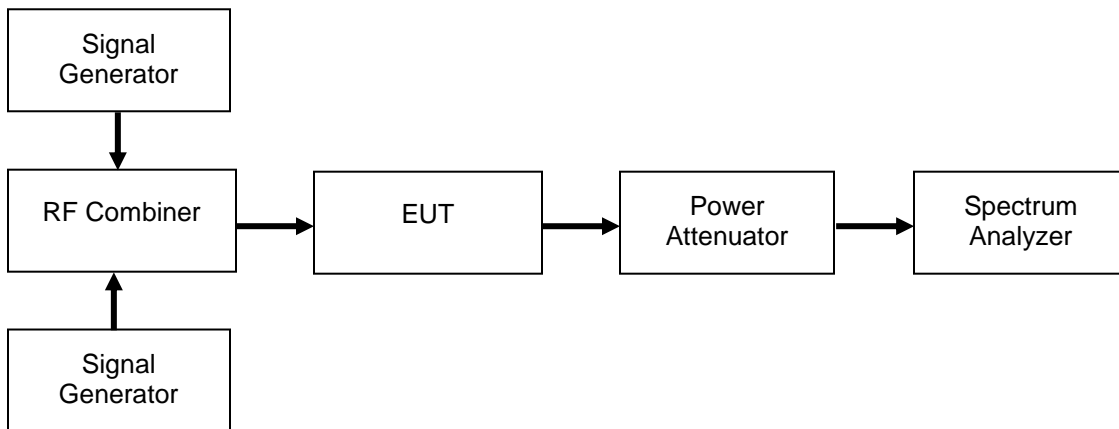 Signal
Generator
RF Combiner
EUT
Power
Attenuator
Spectrum
Analyzer
Signal
Generator